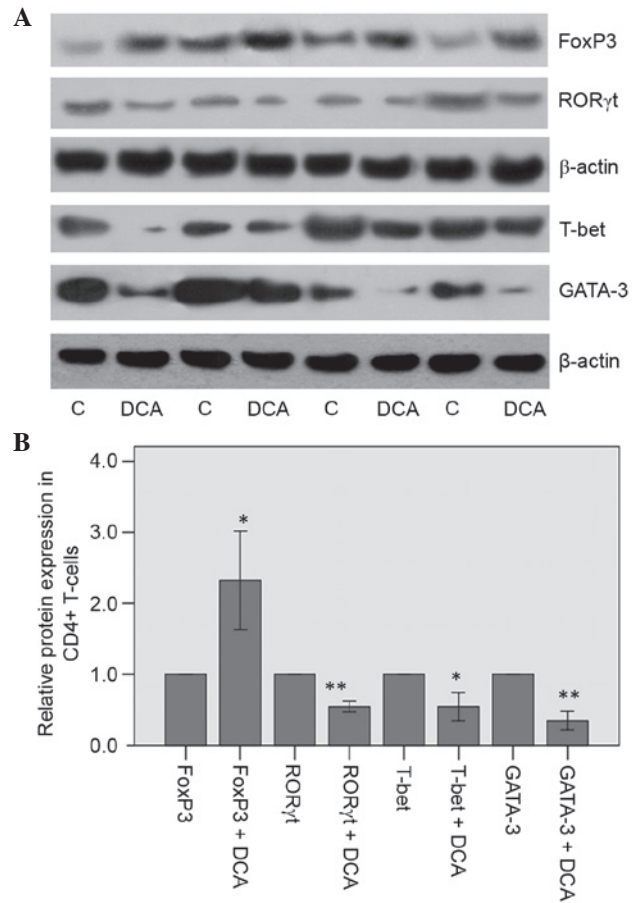 A
FoxP3
RORγt
β-actin
T-bet
GATA-3
β-actin
C DCA C DCA C DCA C DCA
B
Relative protein expression in
CD4+ T-cells
4.0
3.0
2.0
1.0
0.0
*
**
*
**
FoxP3
FoxP3 + DCA
RORγt
RORγt + DCA
T-bet
T-bet + DCA
GATA-3
GATA-3 + DCA